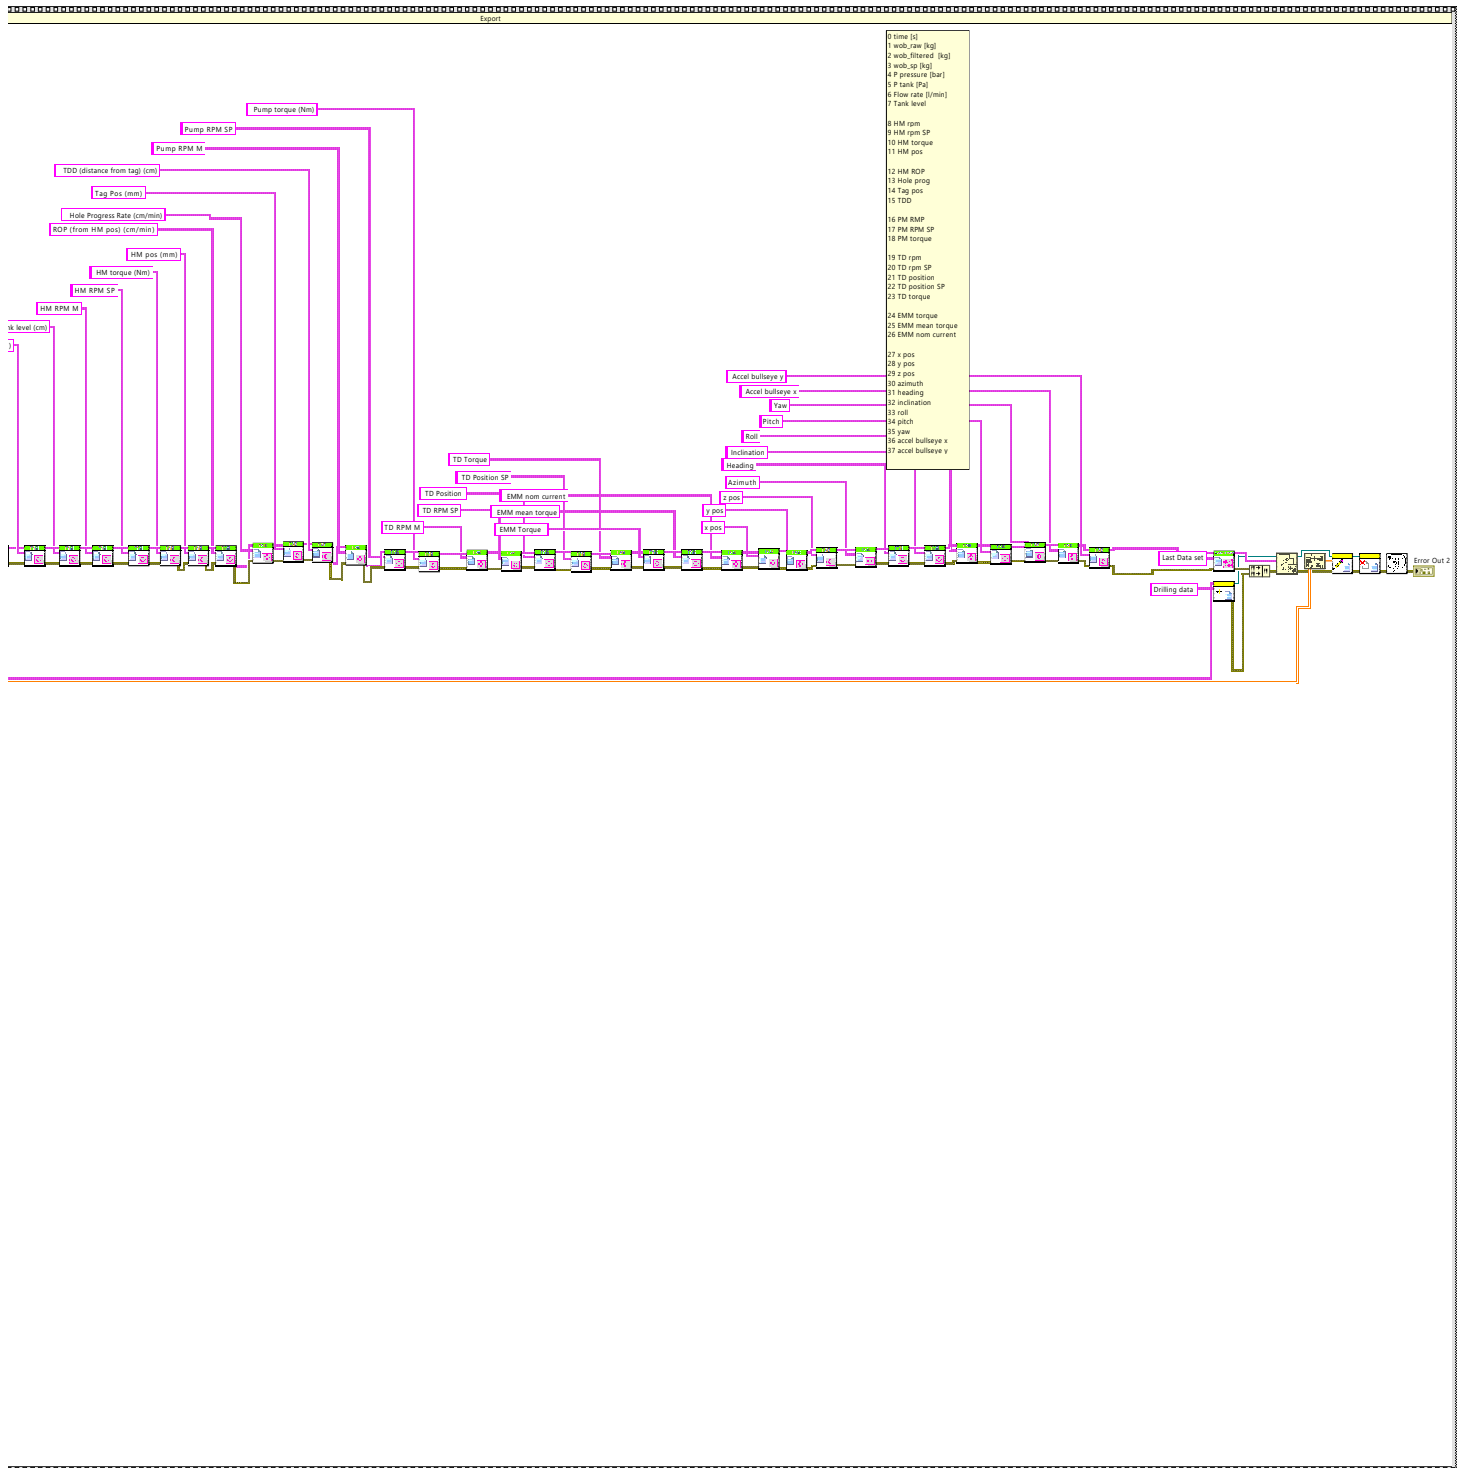 Export
0 time [s]
1 wob_raw [kg]
2 wob_filtered [kg]
3 wob_sp [kg]
4 P pressure [bar]
5 P tank [Pa]
6 Flow rate [l/min]
7 Tank level
8 HM rpm
9 HM rpm SP
10 HM torque
11 HM pos
12 HM ROP
13 Hole prog
14 Tag pos
15 TDD
16 PM RMP
17 PM RPM SP
18 PM torque
19 TD rpm
20 TD rpm SP
21 TD position
22 TD position SP
23 TD torque
24 EMM torque
25 EMM mean torque
26 EMM nom current
27 x pos
28 y pos
29 z pos
30 azimuth
31 heading
32 inclination
33 roll
34 pitch
35 yaw
36 accel bullseye x
37 accel bullseye y
Pump torque (Nm)
Pump RPM SP
Pump RPM M
TDD (distance from tag) (cm)
Tag Pos (mm)
Hole Progress Rate (cm/min)
ROP (from HM pos) (cm/min)
HM pos (mm)
HM torque (Nm)
HM RPM SP
HM RPM M
nk level (cm)
)
Accel bullseye y
Accel bullseye x
Yaw
Pitch
Roll
Inclination
Heading
Azimuth
z pos
y pos
x pos
TD Torque
TD Position SP
TD Position
EMM nom current
TD RPM SP
EMM mean torque
TD RPM M
EMM Torque
Last Data set
Error Out 2
Drilling data